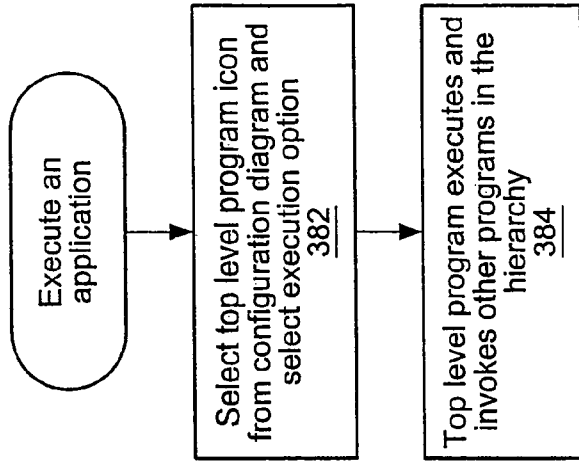 Execute an
application
Select top level program icon
from configuration diagram and
select execution option
382
Top level program executes and
invokes other programs in the
hierarchy
384